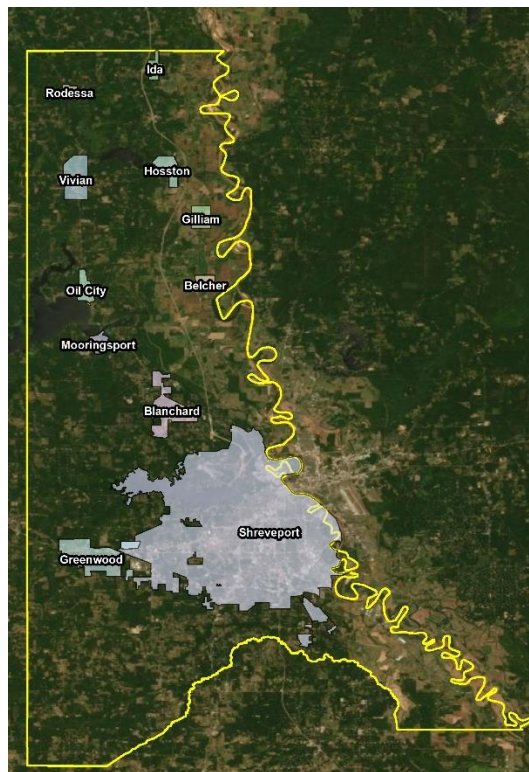 Ida
Rodessa
Hosston
Vivian
Gilliam
Belcher
Oil City
Mooringsport
Blanchard
Shreveport
Greenwood